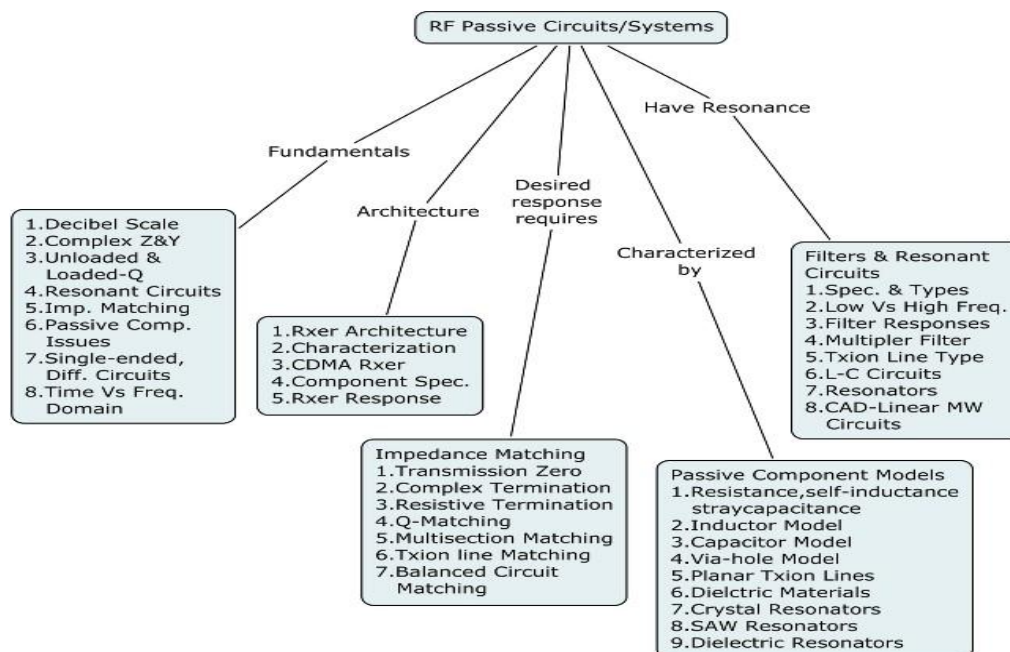 RF Passive Circuits/Systems
Have Resonance
Fundamentals
Architecture
Desired
response
requires
Characterized
by
1.Decibel Scale
2.Complex Z&Y
3.Unloaded &
Loaded-Q
4.Resonant Circuits
5.Imp. Matching
6.Passive Comp.
Issues
7.Single-ended,
Diff. Circuits
8.Time Vs Freq.
Domain
1.Rxer Architecture
2.Characterization
3.CDMA Rxer
4.Component Spec.
5.Rxer Response
Filters & Resonant
Circuits
1.Spec. & Types
2.Low Vs High Freq.
3.Filter Responses
4.Multipler Filter
5.Txion Line Type
6.L-C Circuits
7.Resonators
8.CAD-Linear MW
Circuits
Impedance Matching
1.Transmission Zero
2.Complex Termination
3.Resistive Termination
4.Q-Matching
5.Multisection Matching
6.Txion line Matching
7.Balanced Circuit
Matching
Passive Component Models
1.Resistance,self-inductance
straycapacitance
2.Inductor Model
3.Capacitor Model
4.Via-hole Model
5.Planar Txion Lines
6.Dielctric Materials
7.Crystal Resonators
8.SAW Resonators
9.Dielectric Resonators